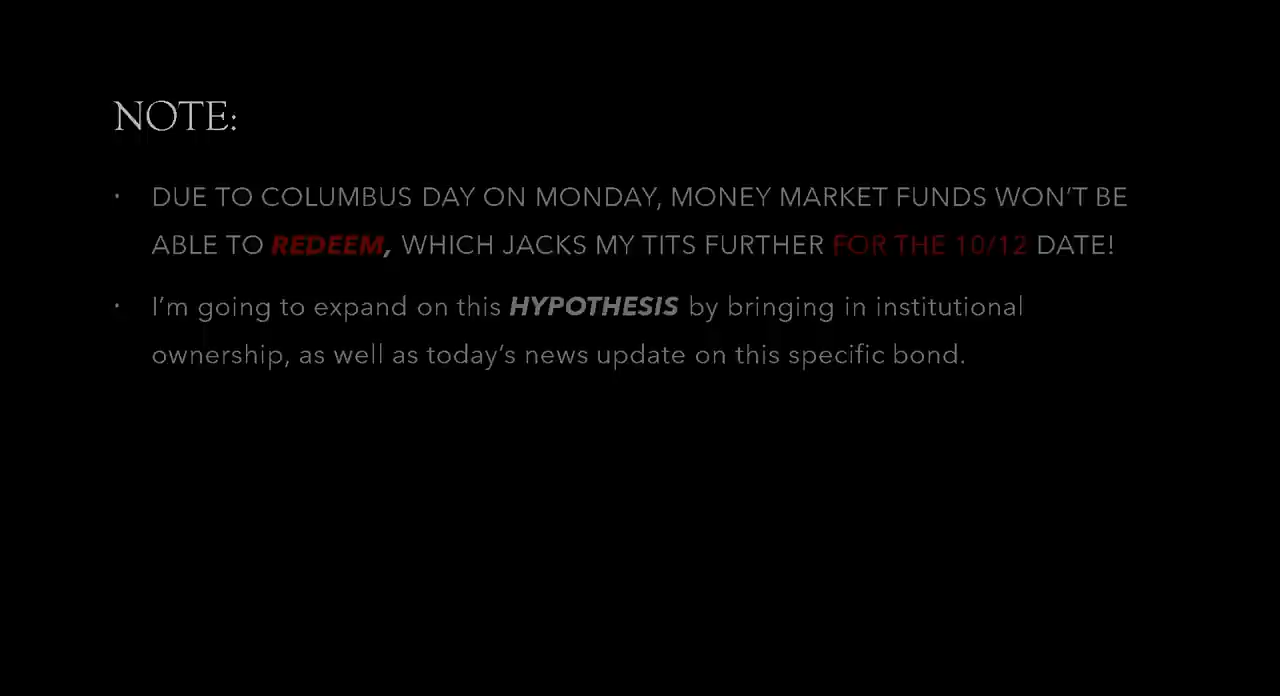 NOTE:
· DUE TO COLUMBUS DAY ON MONDAY, MONEY MARKET FUNDS WON'T BE
ABLE TO REDEEM, WHICH JACKS MY TITS FURTHER FOR THE 10/12 DATE!
· I'm going to expand on this HYPOTHESIS by bringing in institutional
ownership, as well as today's news update on this specific bond.